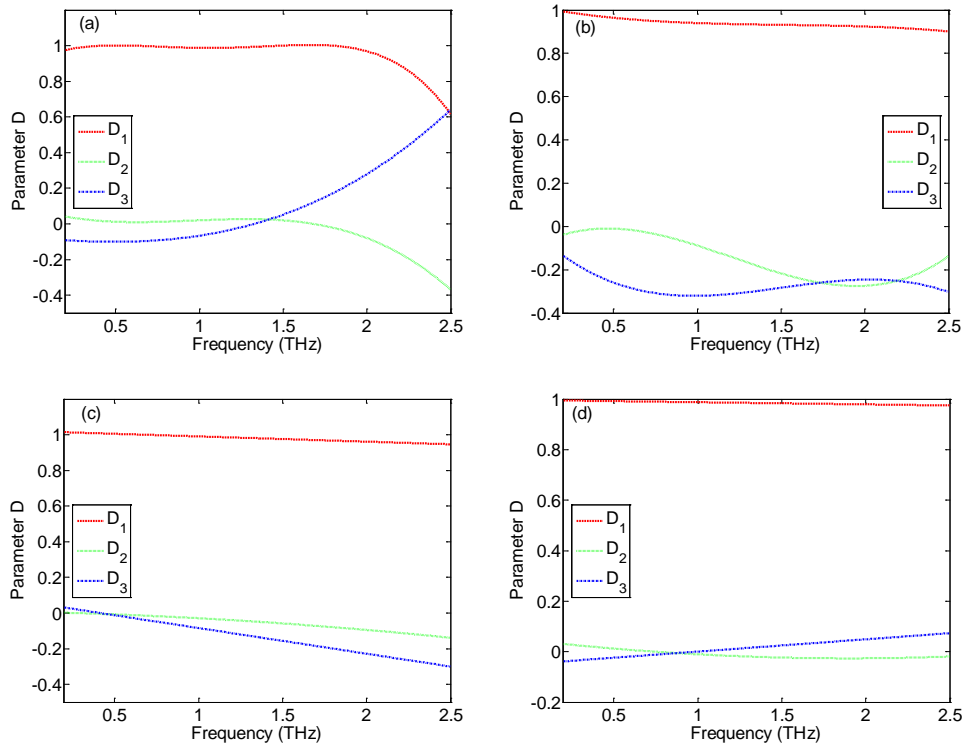 (a)
Parameter D
1
0.8
0.6
0.4
0.2
0
-0.2
-0.4
D1
D2
D3
0.5 1 1.5 2 2.5
Frequency (THz)
(b)
Parameter D
1
0.8
0.6
0.4
0.2
0
-0.2
-0.4
D1
D2
D3
0.5 1 1.5 2 2.5
Frequency (THz)
(c)
Parameter D
1
0.8
0.6
0.4
0.2
0
-0.2
-0.4
D1
D2
D3
0.5 1 1.5 2 2.5
Frequency (THz)
(d)
Parameter D
1
0.8
0.6
0.4
0.2
0
-0.2
D1
D2
D3
0.5 1 1.5 2 2.5
Frequency (THz)